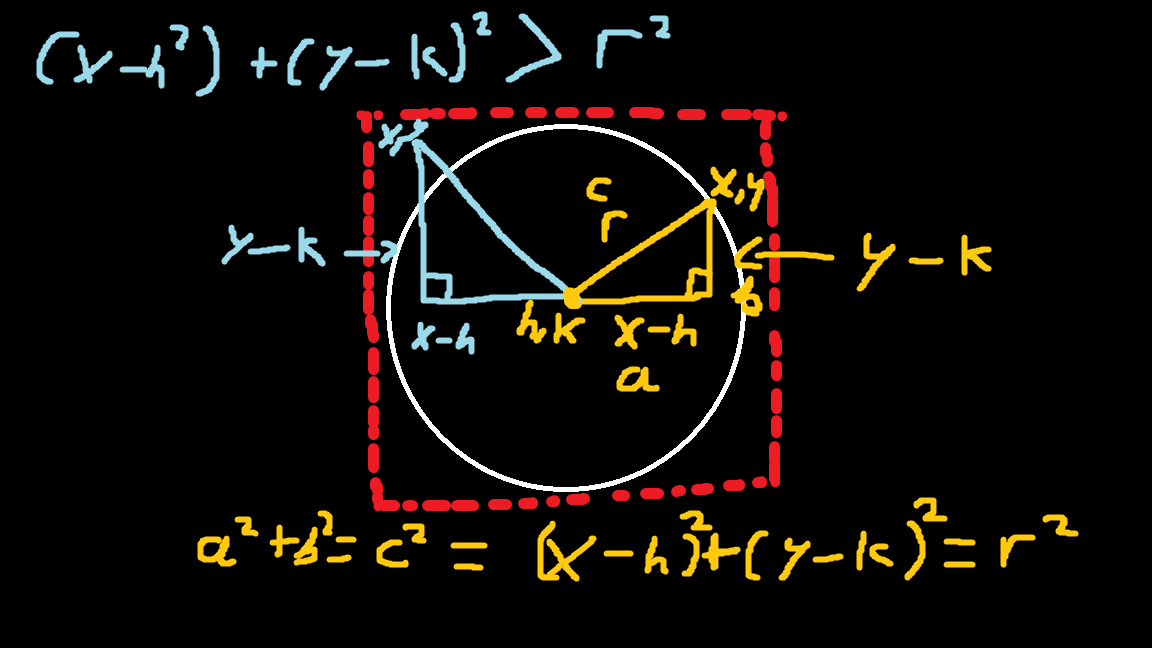 (x-h²) + (y-k)² > r²
x,y
c
r
x,y
y-k
y-k
b
x-h
h,k
x-h
a
a²+b²=c² = (x-h)²+(y-k)²=r²